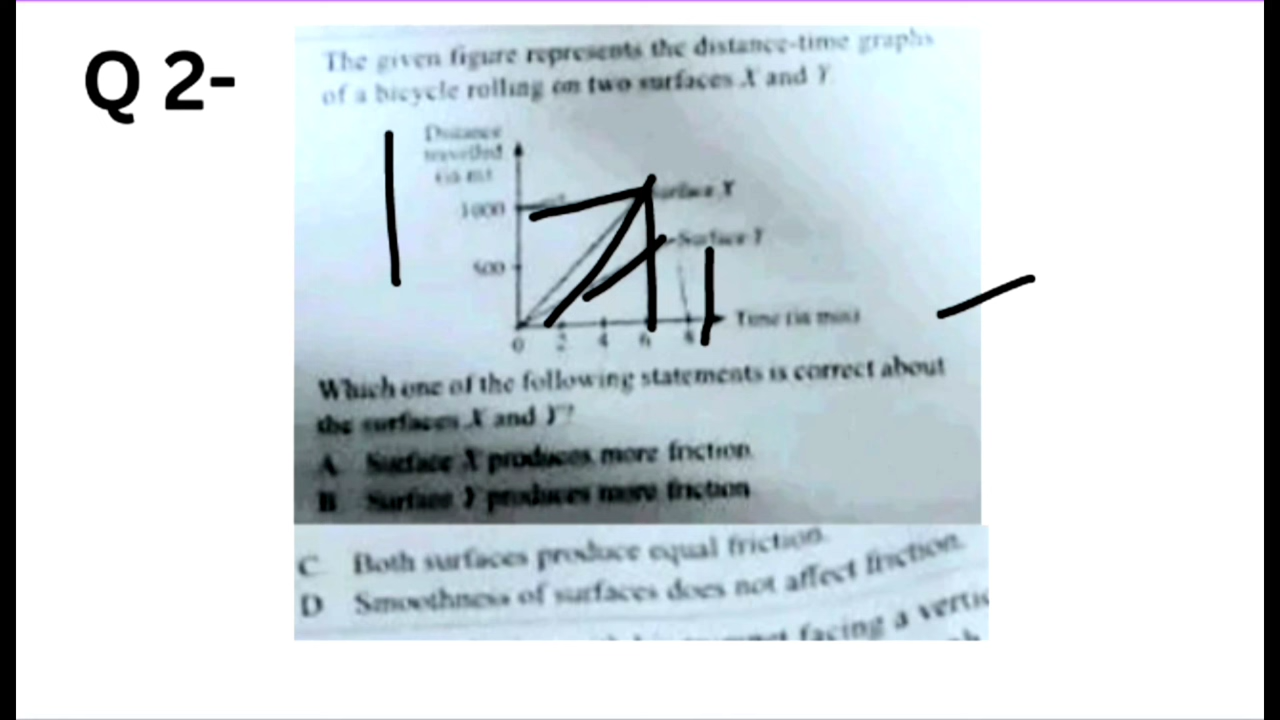 Q 2-
The given figure represents the distance-time graphs
of a bicycle rolling on two surfaces X and Y.
Distance
travelled
(in m)
1000
Surface X
Surface Y
500
Time (in min)
0 2 4 6 8
Which one of the following statements is correct about
the surfaces X and Y?
A Surface X produces more friction.
B Surface Y produces more friction.
C Both surfaces produce equal friction.
D Smoothness of surfaces does not affect friction.
facing a